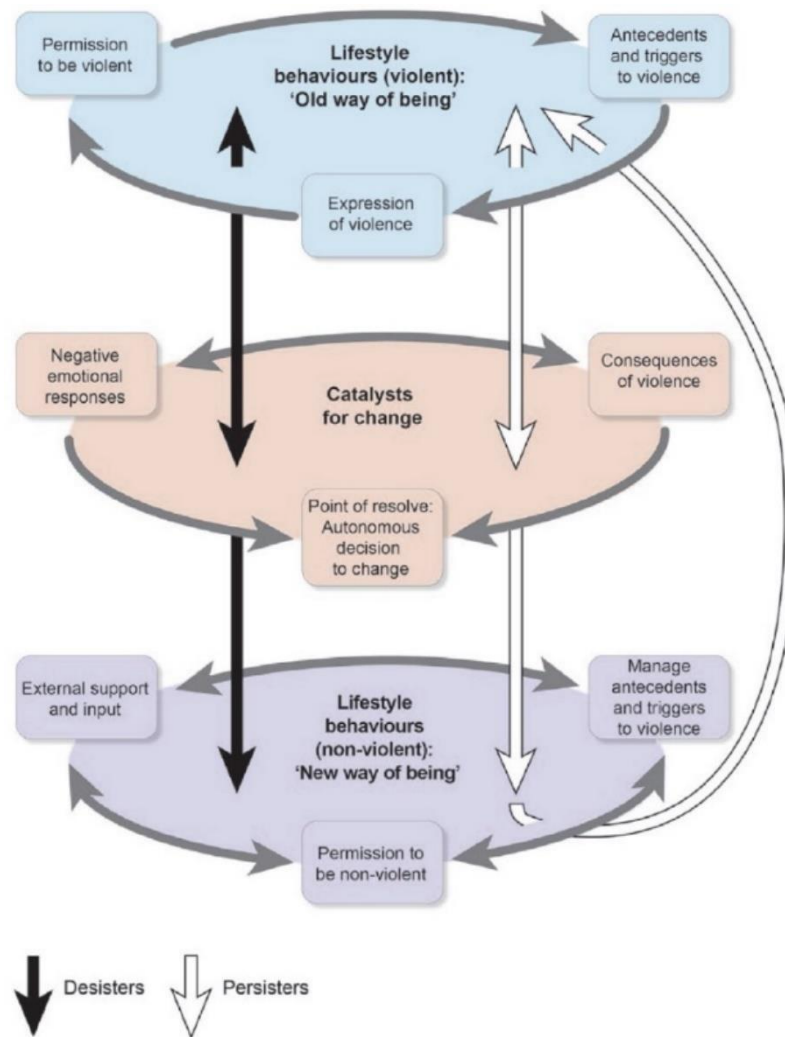 Permission
to be violent
Lifestyle
behaviours (violent):
‘Old way of being’
Antecedents
and triggers
to violence
Expression
of violence
Negative
emotional
responses
Catalysts
for change
Consequences
of violence
Point of resolve:
Autonomous
decision
to change
External support
and input
Lifestyle
behaviours
(non-violent):
‘New way of being’
Manage
antecedents
and triggers
to violence
Permission to
be non-violent
Desisters
Persisters